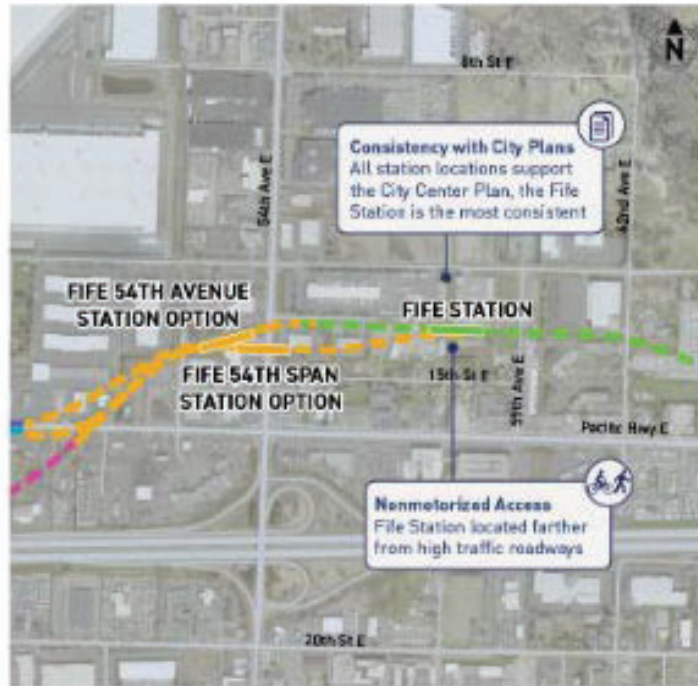 N
8th St E
Consistency with City Plans
All station locations support
the City Center Plan, the Fife
Station is the most consistent
54th Ave E
62nd Ave E
FIFE 54TH AVENUE
STATION OPTION
FIFE STATION
FIFE 54TH SPAN
STATION OPTION
15th St E
59th Ave E
Pacific Hwy E
Nonmotorized Access
Fife Station located farther
from high traffic roadways
20th St E